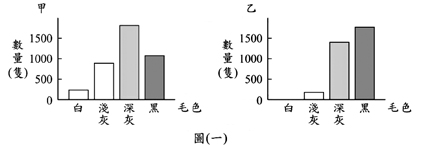 甲
數量(隻)
1500
1000
500
0
白 淺灰 深灰 黑 毛色
乙
數量(隻)
1500
1000
500
0
白 淺灰 深灰 黑 毛色
圖(一)